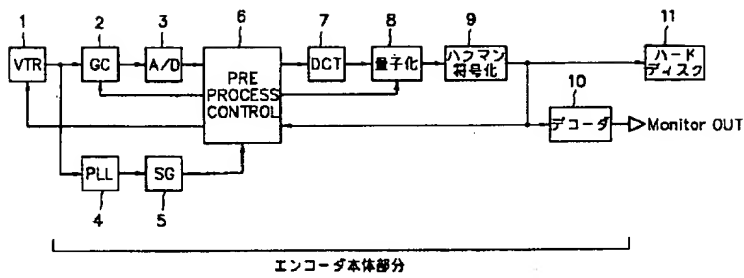 1
2
3
6
7
8
9
11
VTR
GC
A/D
PRE
PROCESS
CONTROL
DCT
量子化
ハフマン
符号化
ハード
ディスク
10
デコーダ
Monitor OUT
PLL
SG
4
5
エンコーダ本体部分